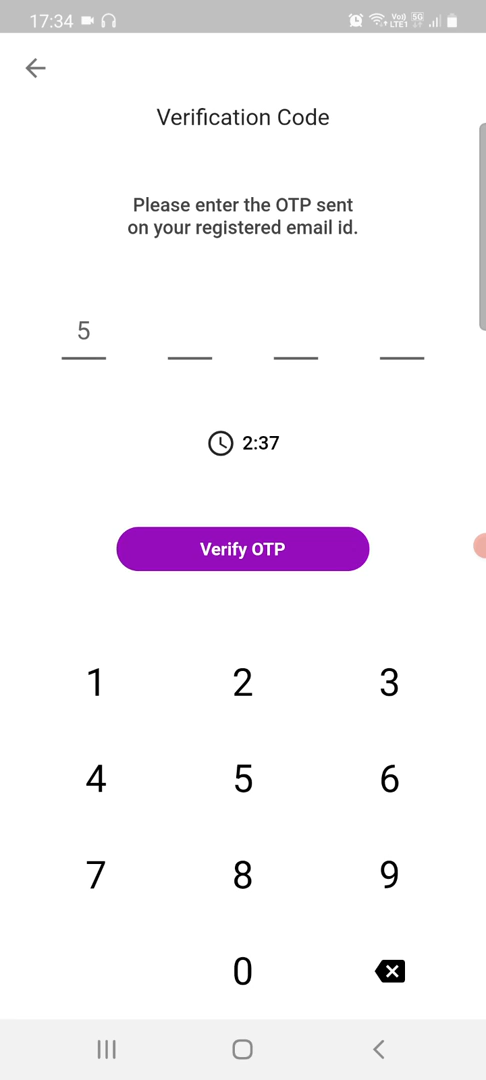 17:34
Vo) 5G
LTE1
Verification Code
Please enter the OTP sent
on your registered email id.
5
2:37
Verify OTP
1 2 3
4 5 6
7 8 9
0